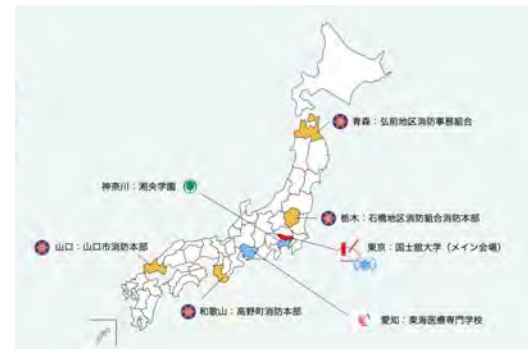 青森：弘前地区消防事務組合
神奈川：湘央学園
栃木：石橋地区消防組合消防本部
山口：山口市消防本部
東京：国士舘大学（メイン会場）
和歌山：高野町消防本部
愛知：東海医療専門学校